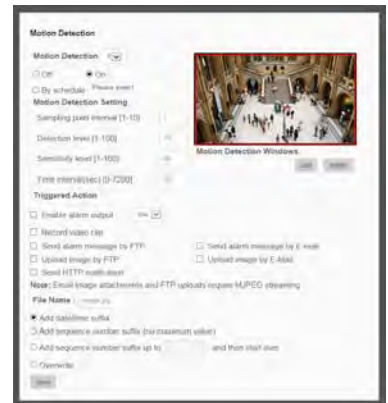 Motion Detection
Motion Detection
Off On
By schedule Please select
Motion Detection Setting
Sampling pixel interval [1-10]
Detection level [1-100]
Sensitivity level [1-100]
Time interval(sec) [0-7200]
Motion Detection Windows
Triggered Action
Enable alarm output
Record video clip
Send alarm message by FTP Send alarm message by E-Mail
Upload image by FTP Upload image by E-Mail
Send HTTP notification
Note: Email image attachments and FTP uploads require MJPEG streaming
File Name
Add date/time suffix
Add sequence number suffix (no maximum value)
Add sequence number suffix up to and then start over
Overwrite